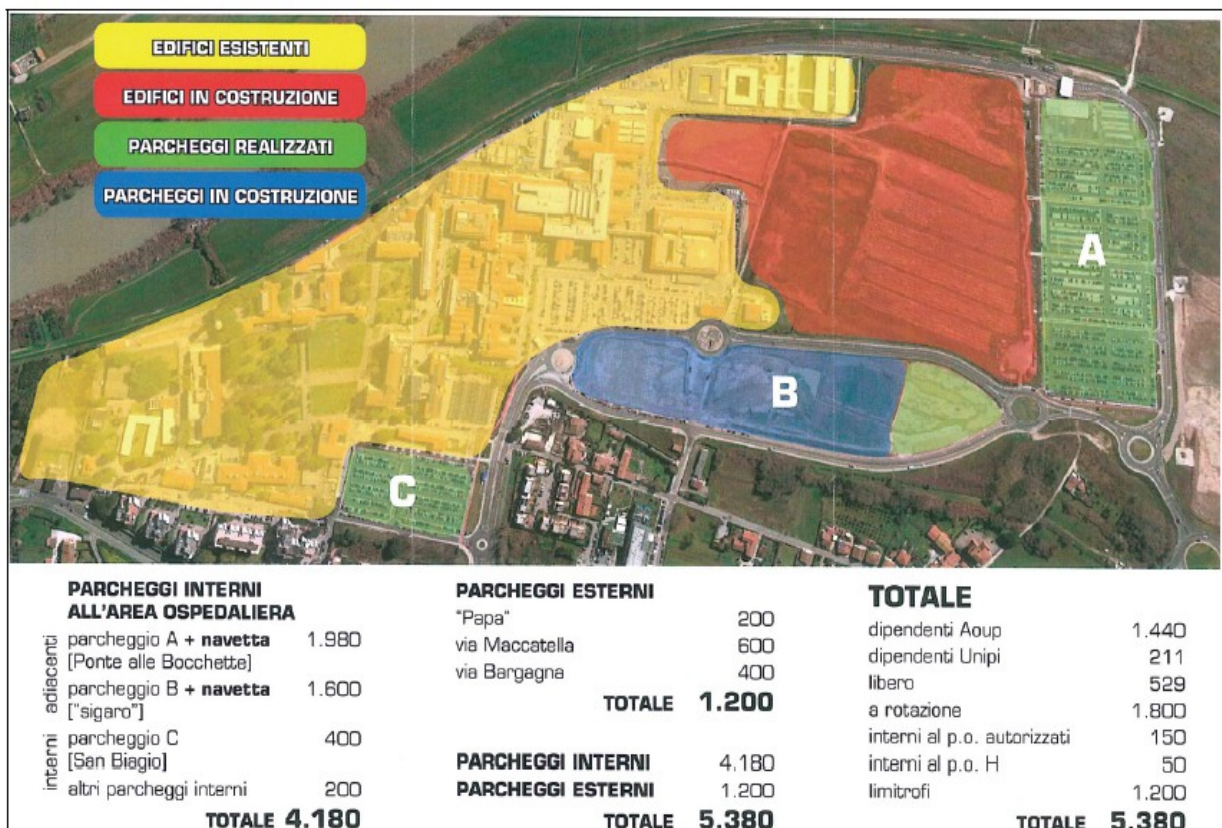 EDIFICI ESISTENTI
EDIFICI IN COSTRUZIONE
PARCHEGGI REALIZZATI
PARCHEGGI IN COSTRUZIONE
A
B
C
PARCHEGGI INTERNI
ALL'AREA OSPEDALIERA
adiacenti
parcheggio A + navetta 1.980
[Ponte alle Bocchette]
parcheggio B + navetta 1.600
["sigaro"]
interni
parcheggio C 400
[San Biagio]
altri parcheggi interni 200
TOTALE 4.180
PARCHEGGI ESTERNI
"Papa" 200
via Maccatella 600
via Bargagna 400
TOTALE 1.200
PARCHEGGI INTERNI 4.180
PARCHEGGI ESTERNI 1.200
TOTALE 5.380
TOTALE
dipendenti Aoup 1.440
dipendenti Unipi 211
libero 529
a rotazione 1.800
interni al p.o. autorizzati 150
interni al p.o. H 50
limitrofi 1.200
TOTALE 5.380